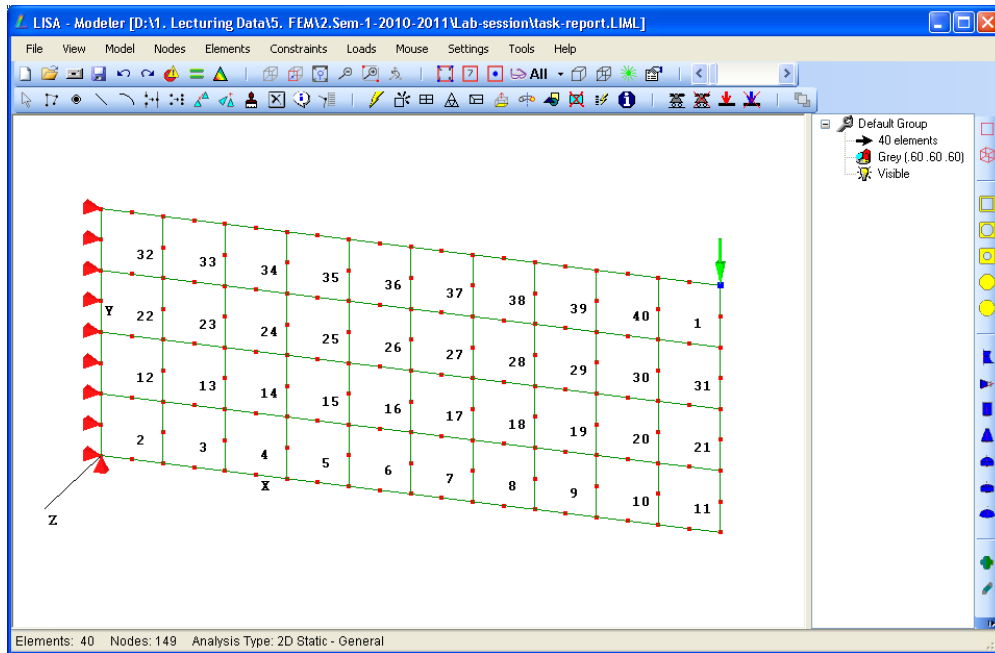 LISA - Modeler [D:\1. Lecturing Data\5. FEM\2.Sem-1-2010-2011\Lab-session\task-report.LIML]
File View Model Nodes Elements Constraints Loads Mouse Settings Tools Help
7 All
Default Group
40 elements
Grey (.60 .60 .60)
Visible
32 33 34 35 36 37 38 39 40 1
Y
22 23 24 25 26 27 28 29 30 31
12 13 14 15 16 17 18 19 20 21
2 3 4 5 6 7 8 9 10 11
X
Z
Elements: 40 Nodes: 149 Analysis Type: 2D Static - General